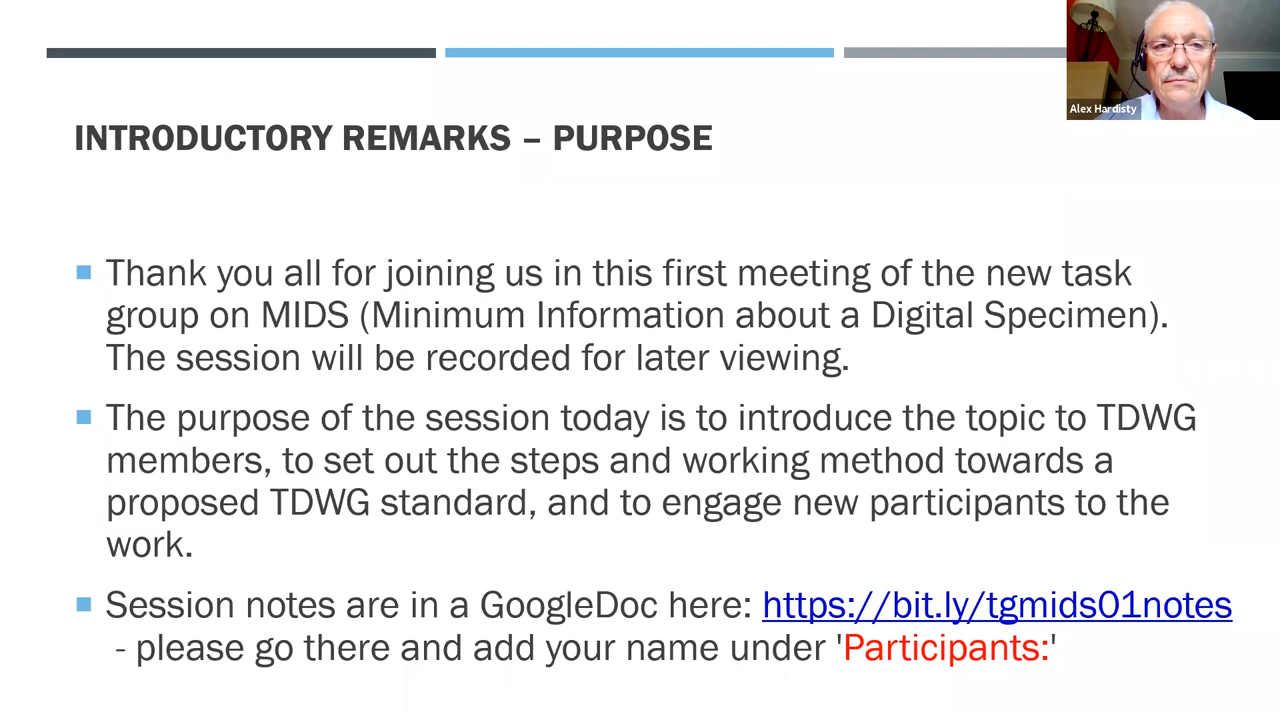 Alex Hardisty
INTRODUCTORY REMARKS – PURPOSE
Thank you all for joining us in this first meeting of the new task
group on MIDS (Minimum Information about a Digital Specimen).
The session will be recorded for later viewing.
The purpose of the session today is to introduce the topic to TDWG
members, to set out the steps and working method towards a
proposed TDWG standard, and to engage new participants to the
work.
Session notes are in a GoogleDoc here: https://bit.ly/tgmids01notes
- please go there and add your name under 'Participants:'